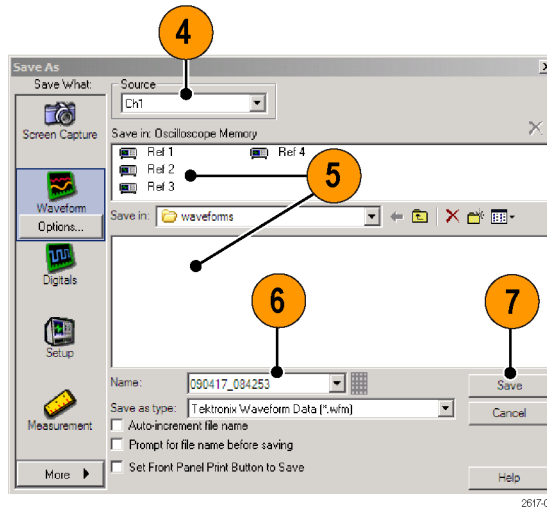 4
Save As
Save What:
Source
Ch1
Screen Capture
Save in: Oscilloscope Memory
Ref 1
Ref 4
Ref 2
Ref 3
5
Waveform
Options...
Save in:
waveforms
Digitals
Setup
6
7
Name:
090417_084253
Save
Save as type:
Tektronix Waveform Data (*.wfm)
Cancel
Measurement
Auto-increment file name
Prompt for file name before saving
Set Front Panel Print Button to Save
More
Help